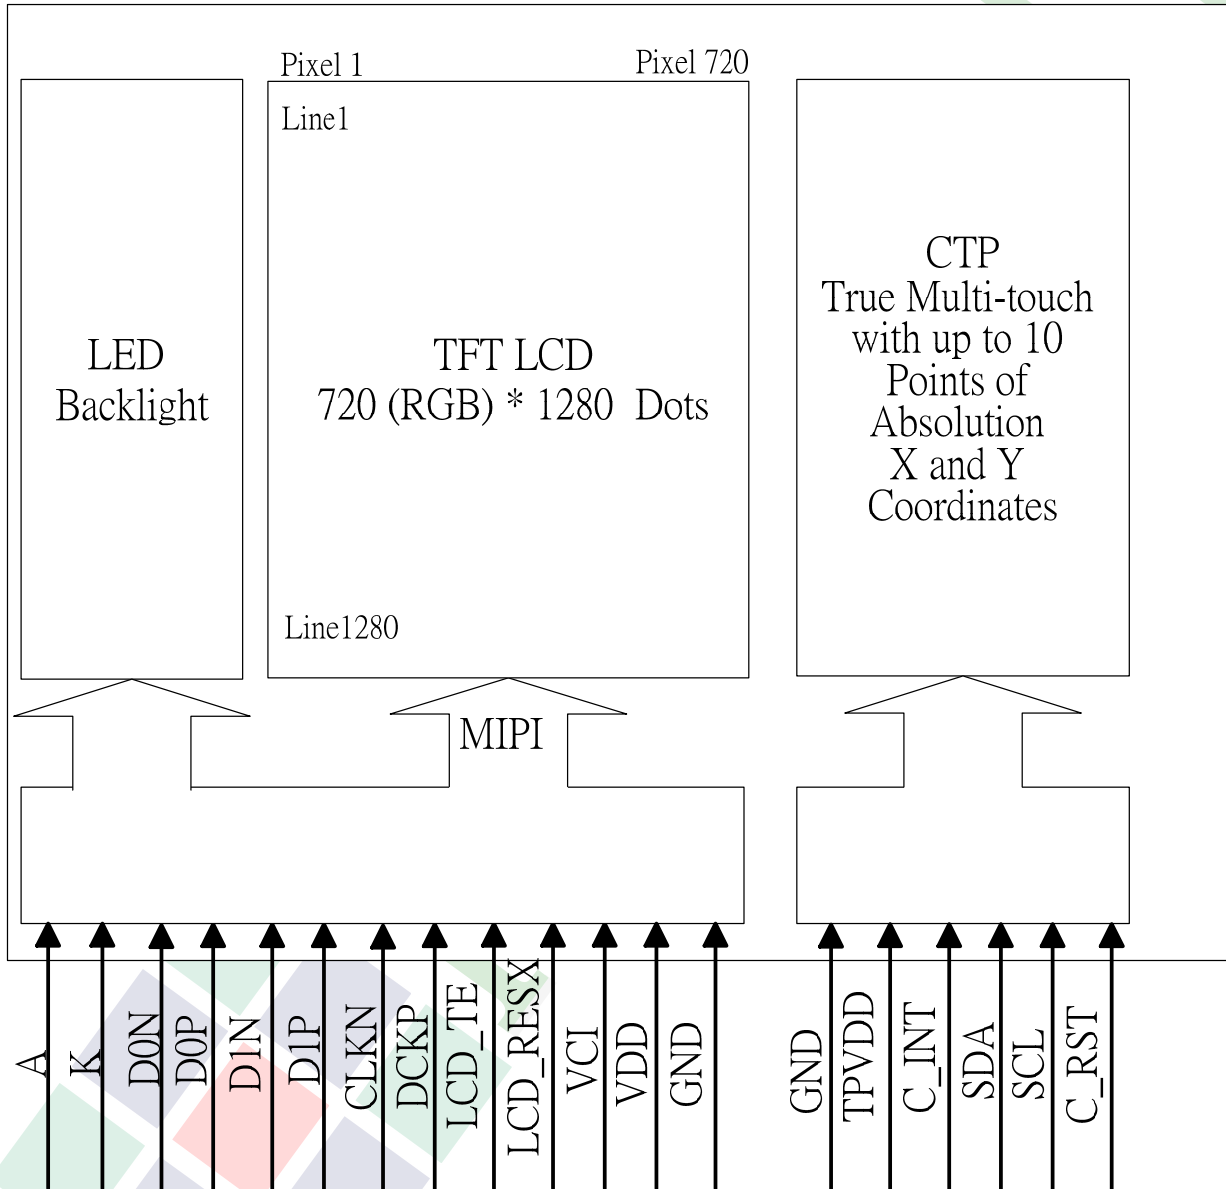 Pixel 1
Pixel 720
Line1
LED
Backlight
TFT LCD
720 (RGB) * 1280 Dots
CTP
True Multi-touch
with up to 10
Points of
Absolution
X and Y
Coordinates
Line1280
MIPI
A
K
D0N
D0P
D1N
D1P
CLKN
DCKP
LCD_TE
LCD_RESX
VCI
VDD
GND
GND
TPVDD
C_INT
SDA
SCL
C_RST